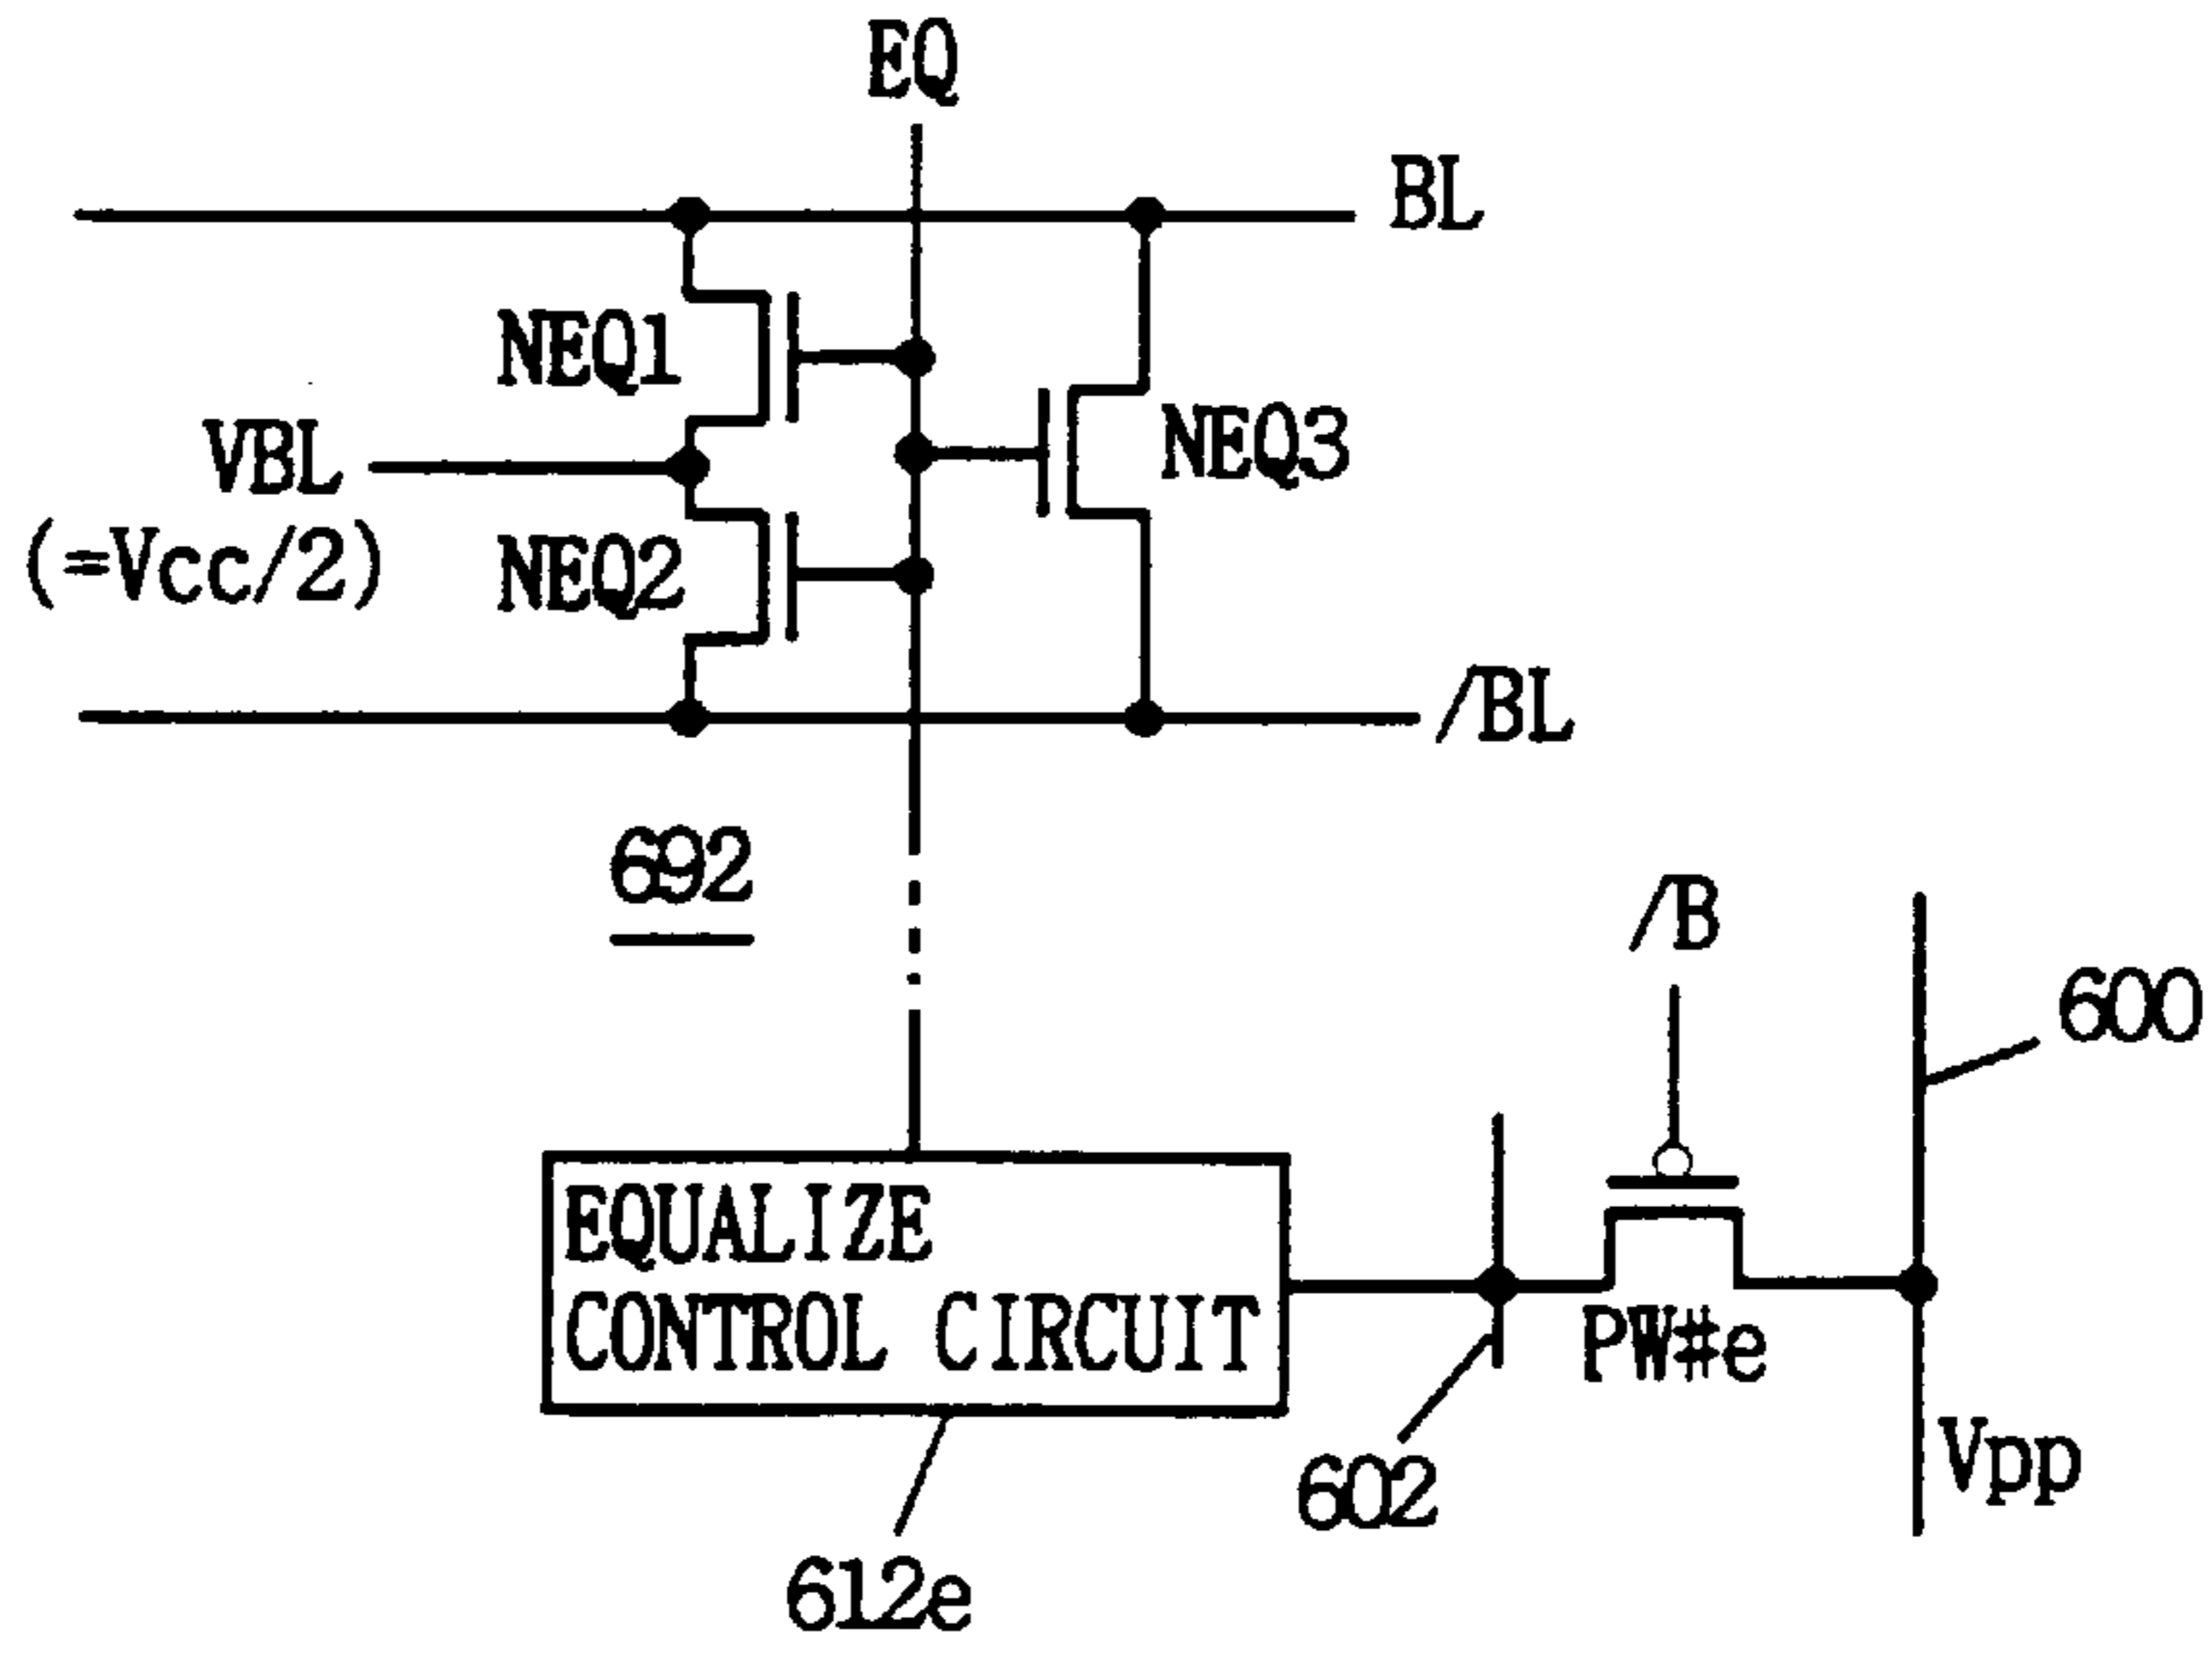 EQ
BL
NEQ1
VBL
NEQ3
(=Vcc/2)
NEQ2
/BL
692
/B
600
EQUALIZE
CONTROL CIRCUIT
PW#e
Vpp
602
612e